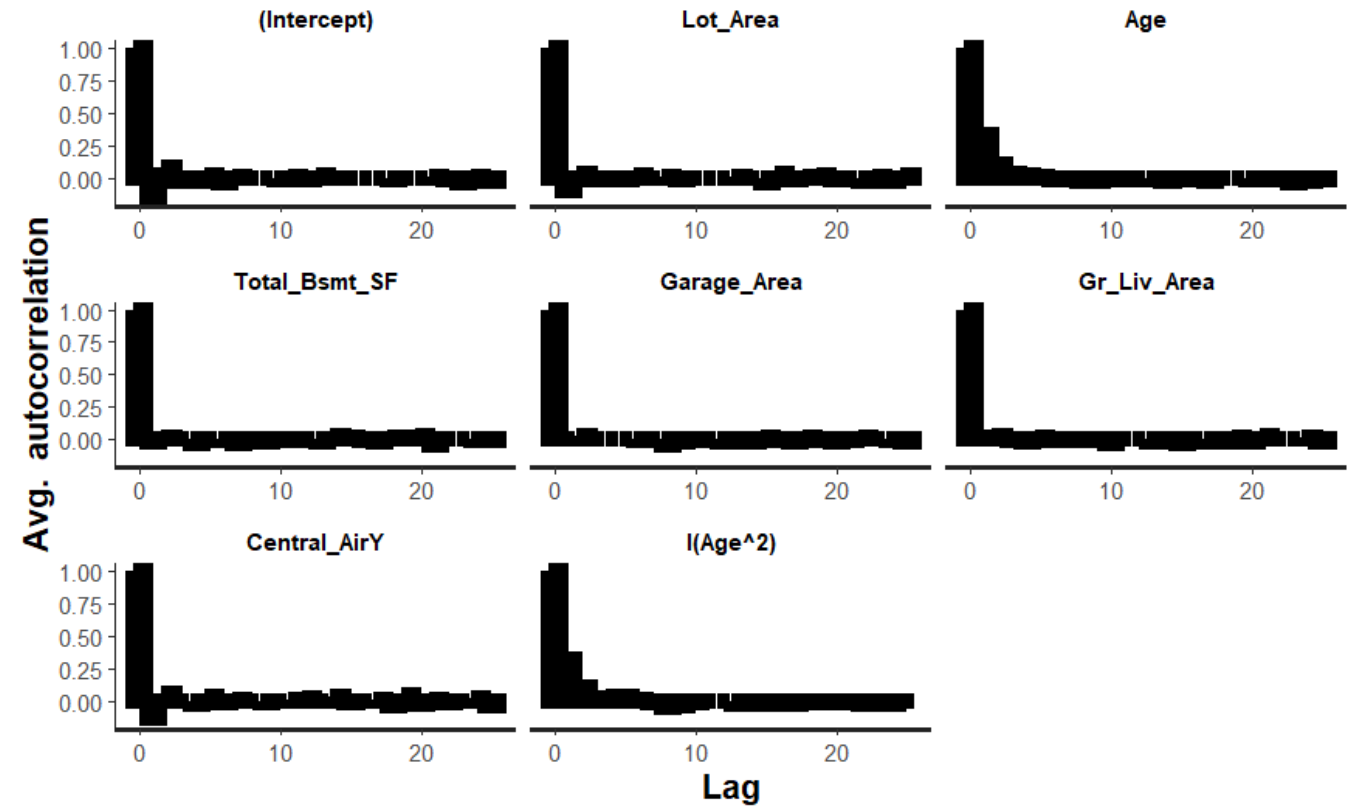 (Intercept) Lot_Area Age
1.00
0.75
0.50
0.25
0.00
0 10 20 0 10 20 0 10 20
Total_Bsmt_SF Garage_Area Gr_Liv_Area
1.00
0.75
0.50
0.25
0.00
0 10 20 0 10 20 0 10 20
Central_AirY I(Age^2)
1.00
0.75
0.50
0.25
0.00
0 10 20 0 10 20
Avg. autocorrelation
Lag